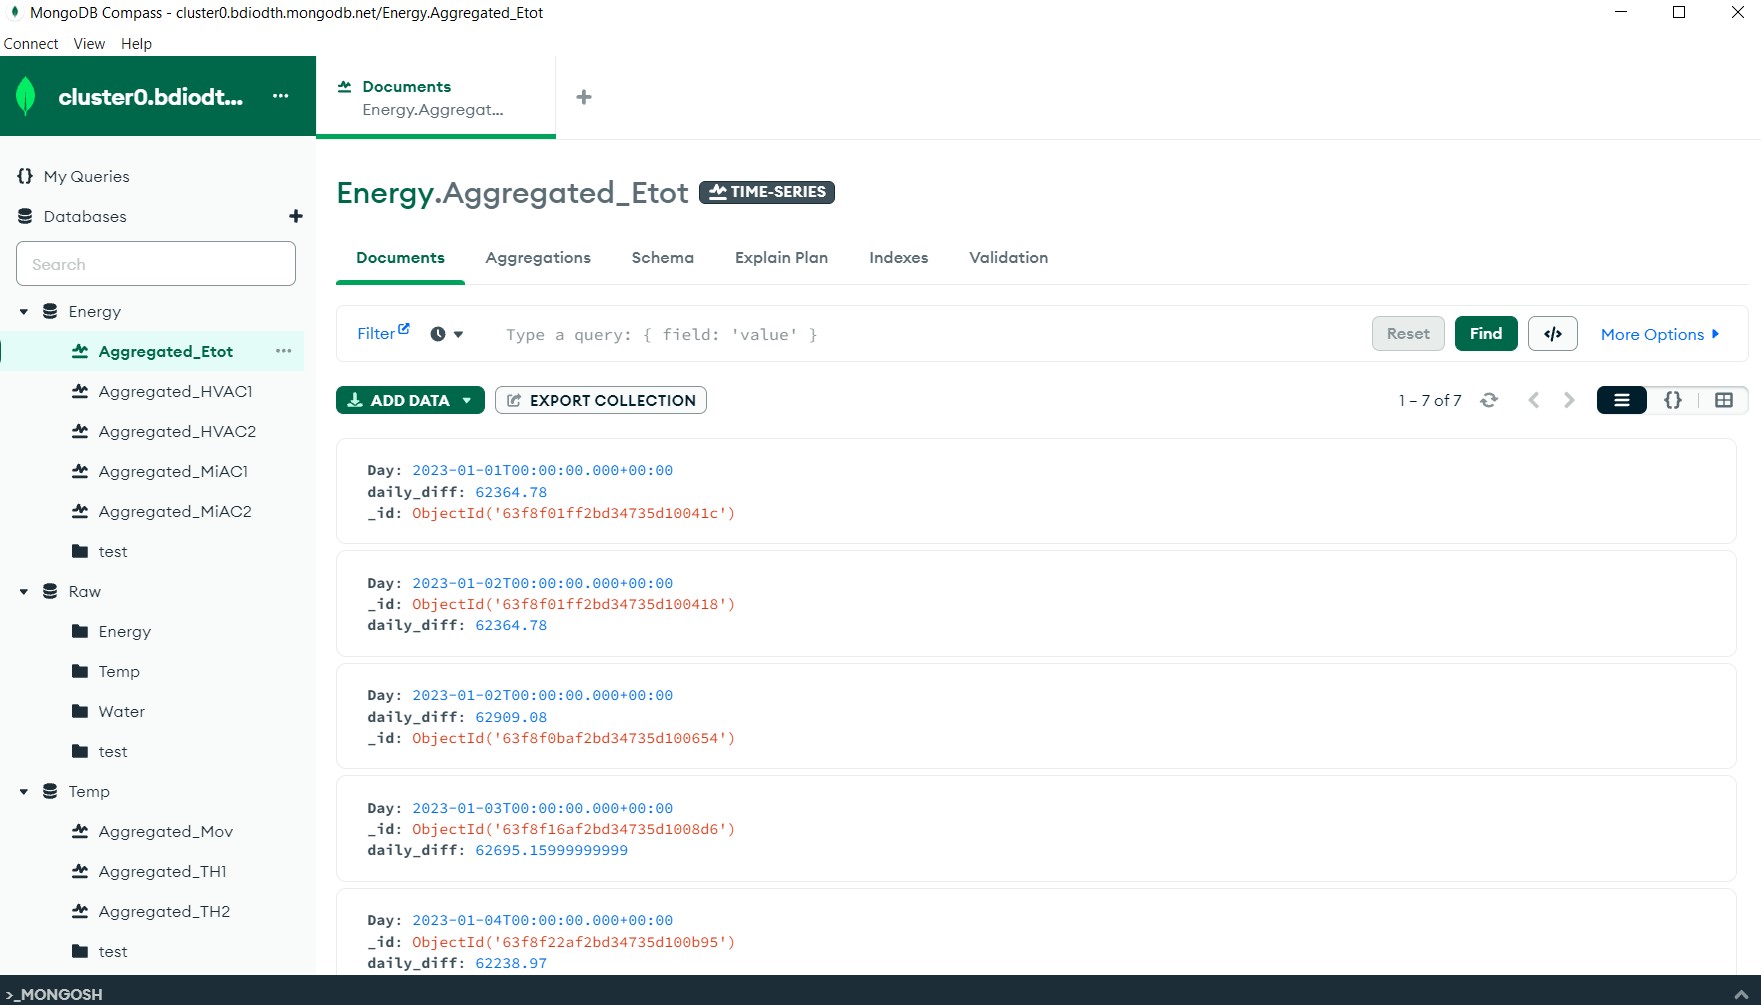 MongoDB Compass - cluster0.bdiodth.mongodb.net/Energy.Aggregated_Etot
Connect View Help
cluster0.bdiodt... ...
Documents
Energy.Aggregat...
{} My Queries
Databases
Search
Energy
Aggregated_Etot ...
Aggregated_HVAC1
Aggregated_HVAC2
Aggregated_MiAC1
Aggregated_MiAC2
test
Raw
Energy
Temp
Water
test
Temp
Aggregated_Mov
Aggregated_TH1
Aggregated_TH2
test
Energy.Aggregated_Etot TIME-SERIES
Documents Aggregations Schema Explain Plan Indexes Validation
Filter Type a query: { field: 'value' } Reset Find </> More Options
ADD DATA EXPORT COLLECTION 1 – 7 of 7 {}
Day: 2023-01-01T00:00:00.000+00:00
daily_diff: 62364.78
_id: ObjectId('63f8f01ff2bd34735d10041c')
Day: 2023-01-02T00:00:00.000+00:00
_id: ObjectId('63f8f01ff2bd34735d100418')
daily_diff: 62364.78
Day: 2023-01-02T00:00:00.000+00:00
daily_diff: 62909.08
_id: ObjectId('63f8f0baf2bd34735d100654')
Day: 2023-01-03T00:00:00.000+00:00
_id: ObjectId('63f8f16af2bd34735d1008d6')
daily_diff: 62695.15999999999
Day: 2023-01-04T00:00:00.000+00:00
_id: ObjectId('63f8f22af2bd34735d100b95')
daily_diff: 62238.97
>_MONGOSH